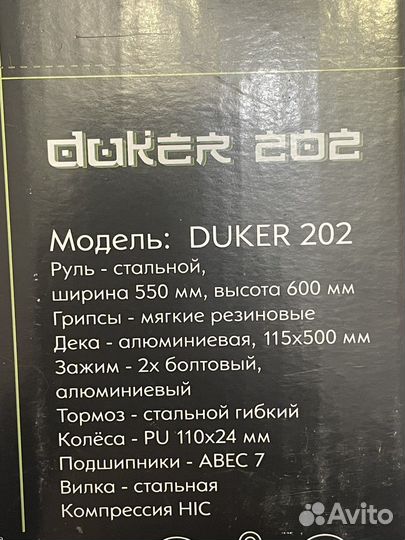 DUKER 202
Модель: DUKER 202
Руль - стальной,
ширина 550 мм, высота 600 мм
Грипсы - мягкие резиновые
Дека - алюминиевая, 115x500 мм
Зажим - 2x болтовый,
алюминиевый
Тормоз - стальной гибкий
Колёса - PU 110x24 мм
Подшипники - ABEC 7
Вилка - стальная
Компрессия HIC
Avito